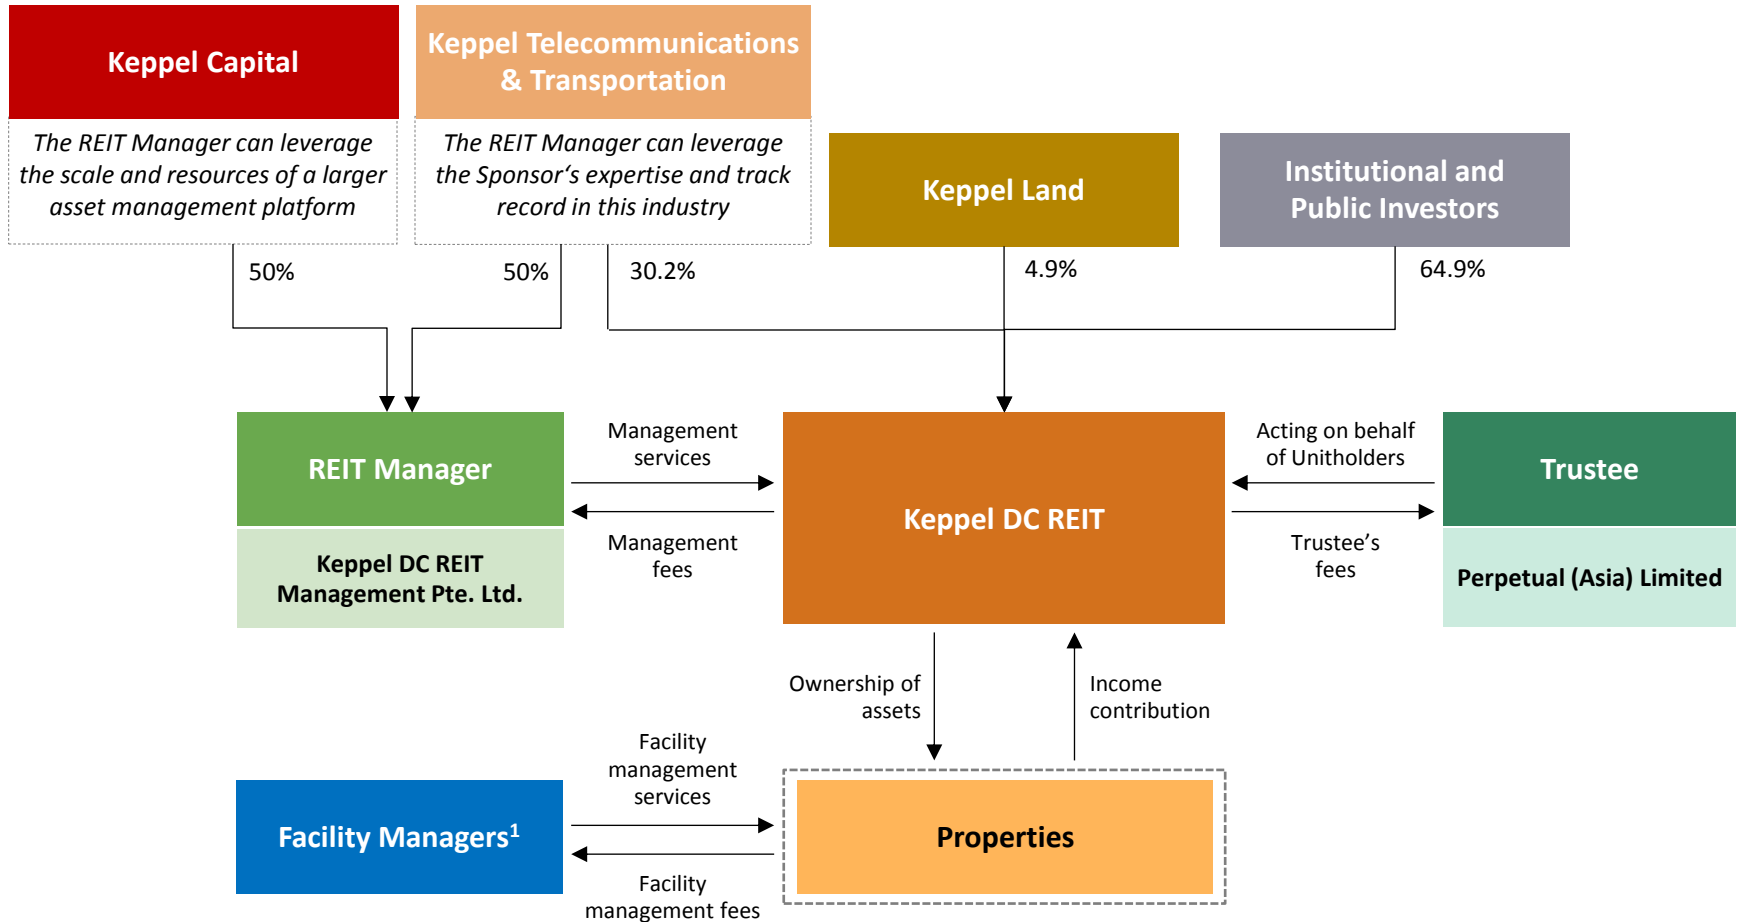 Keppel Capital
The REIT Manager can leverage
the scale and resources of a larger
asset management platform
Keppel Telecommunications
& Transportation
The REIT Manager can leverage
the Sponsor‘s expertise and track
record in this industry
Keppel Land
Institutional and
Public Investors
50%
50%
30.2%
4.9%
64.9%
REIT Manager
Keppel DC REIT
Management Pte. Ltd.
Management
services
Management
fees
Keppel DC REIT
Acting on behalf
of Unitholders
Trustee’s
fees
Trustee
Perpetual (Asia) Limited
Ownership of
assets
Income
contribution
Facility Managers¹
Facility
management
services
Facility
management fees
Properties